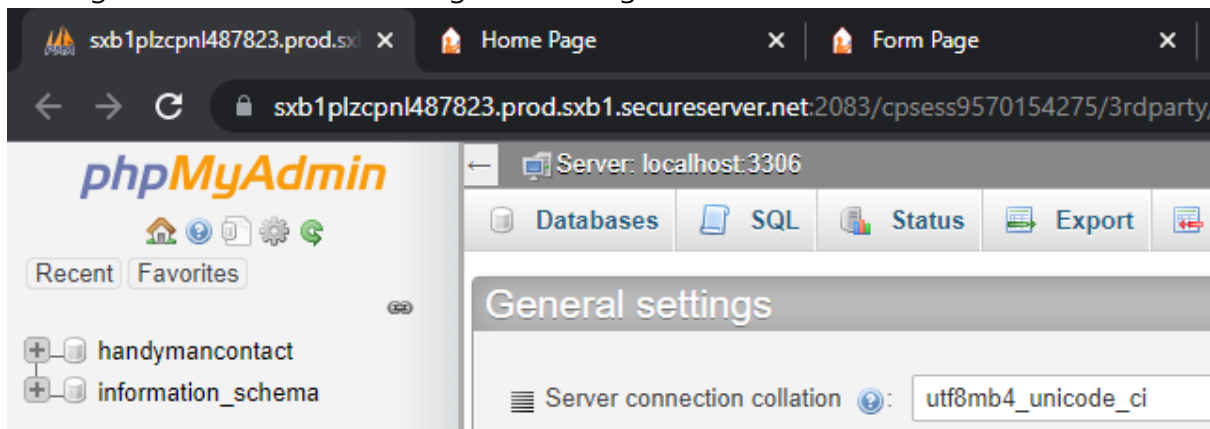 sxb1plzcpnl487823.prod.sx
Home Page
Form Page
sxb1plzcpnl487823.prod.sxb1.secureserver.net:2083/cpsess9570154275/3rdparty/
phpMyAdmin
Server: localhost:3306
Databases SQL Status Export
Recent Favorites
General settings
handymancontact
information_schema
Server connection collation : utf8mb4_unicode_ci